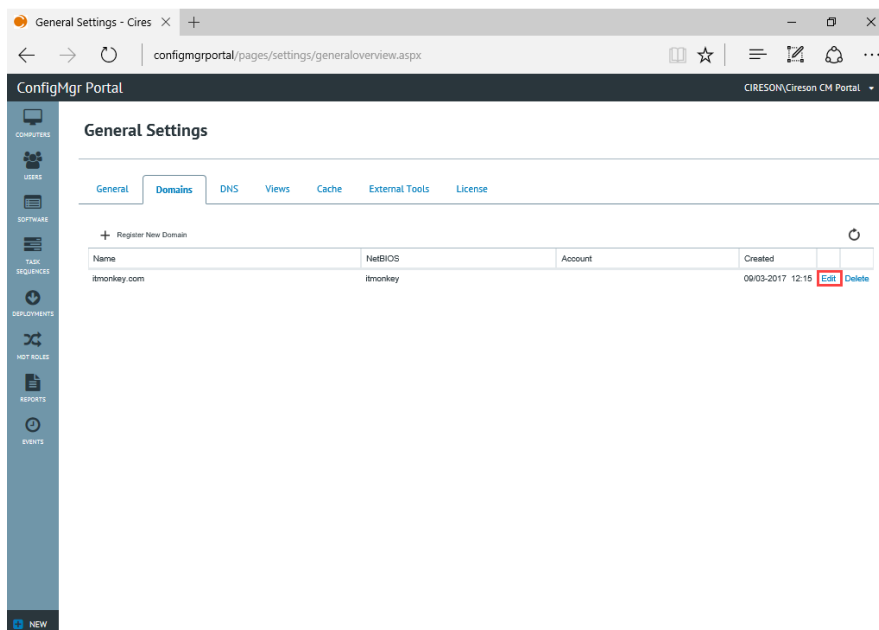 General Settings - Cires
configmgrportal/pages/settings/generaloverview.aspx
ConfigMgr Portal
CIRESON\Cireson CM Portal
COMPUTERS
USERS
SOFTWARE
TASK
SEQUENCES
DEPLOYMENTS
MDT ROLES
REPORTS
EVENTS
NEW
General Settings
General Domains DNS Views Cache External Tools License
Register New Domain
Name NetBIOS Account Created
itmonkey.com itmonkey 09/03-2017 12:15 Edit Delete